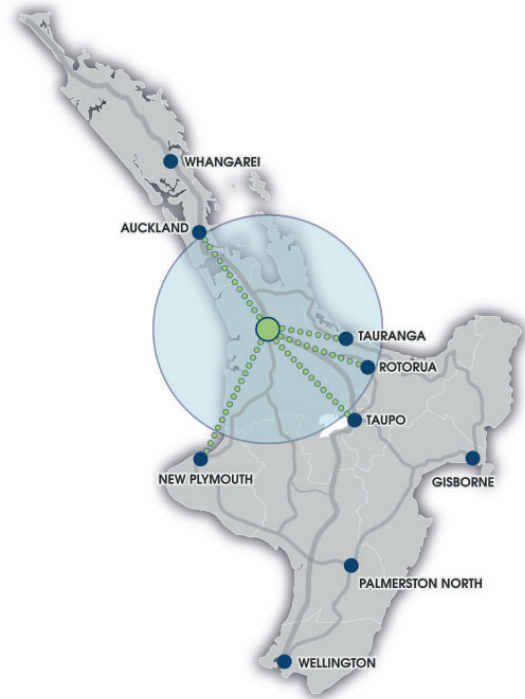 WHANGAREI
AUCKLAND
TAURANGA
ROTORUA
TAUPO
NEW PLYMOUTH
GISBORNE
PALMERSTON NORTH
WELLINGTON